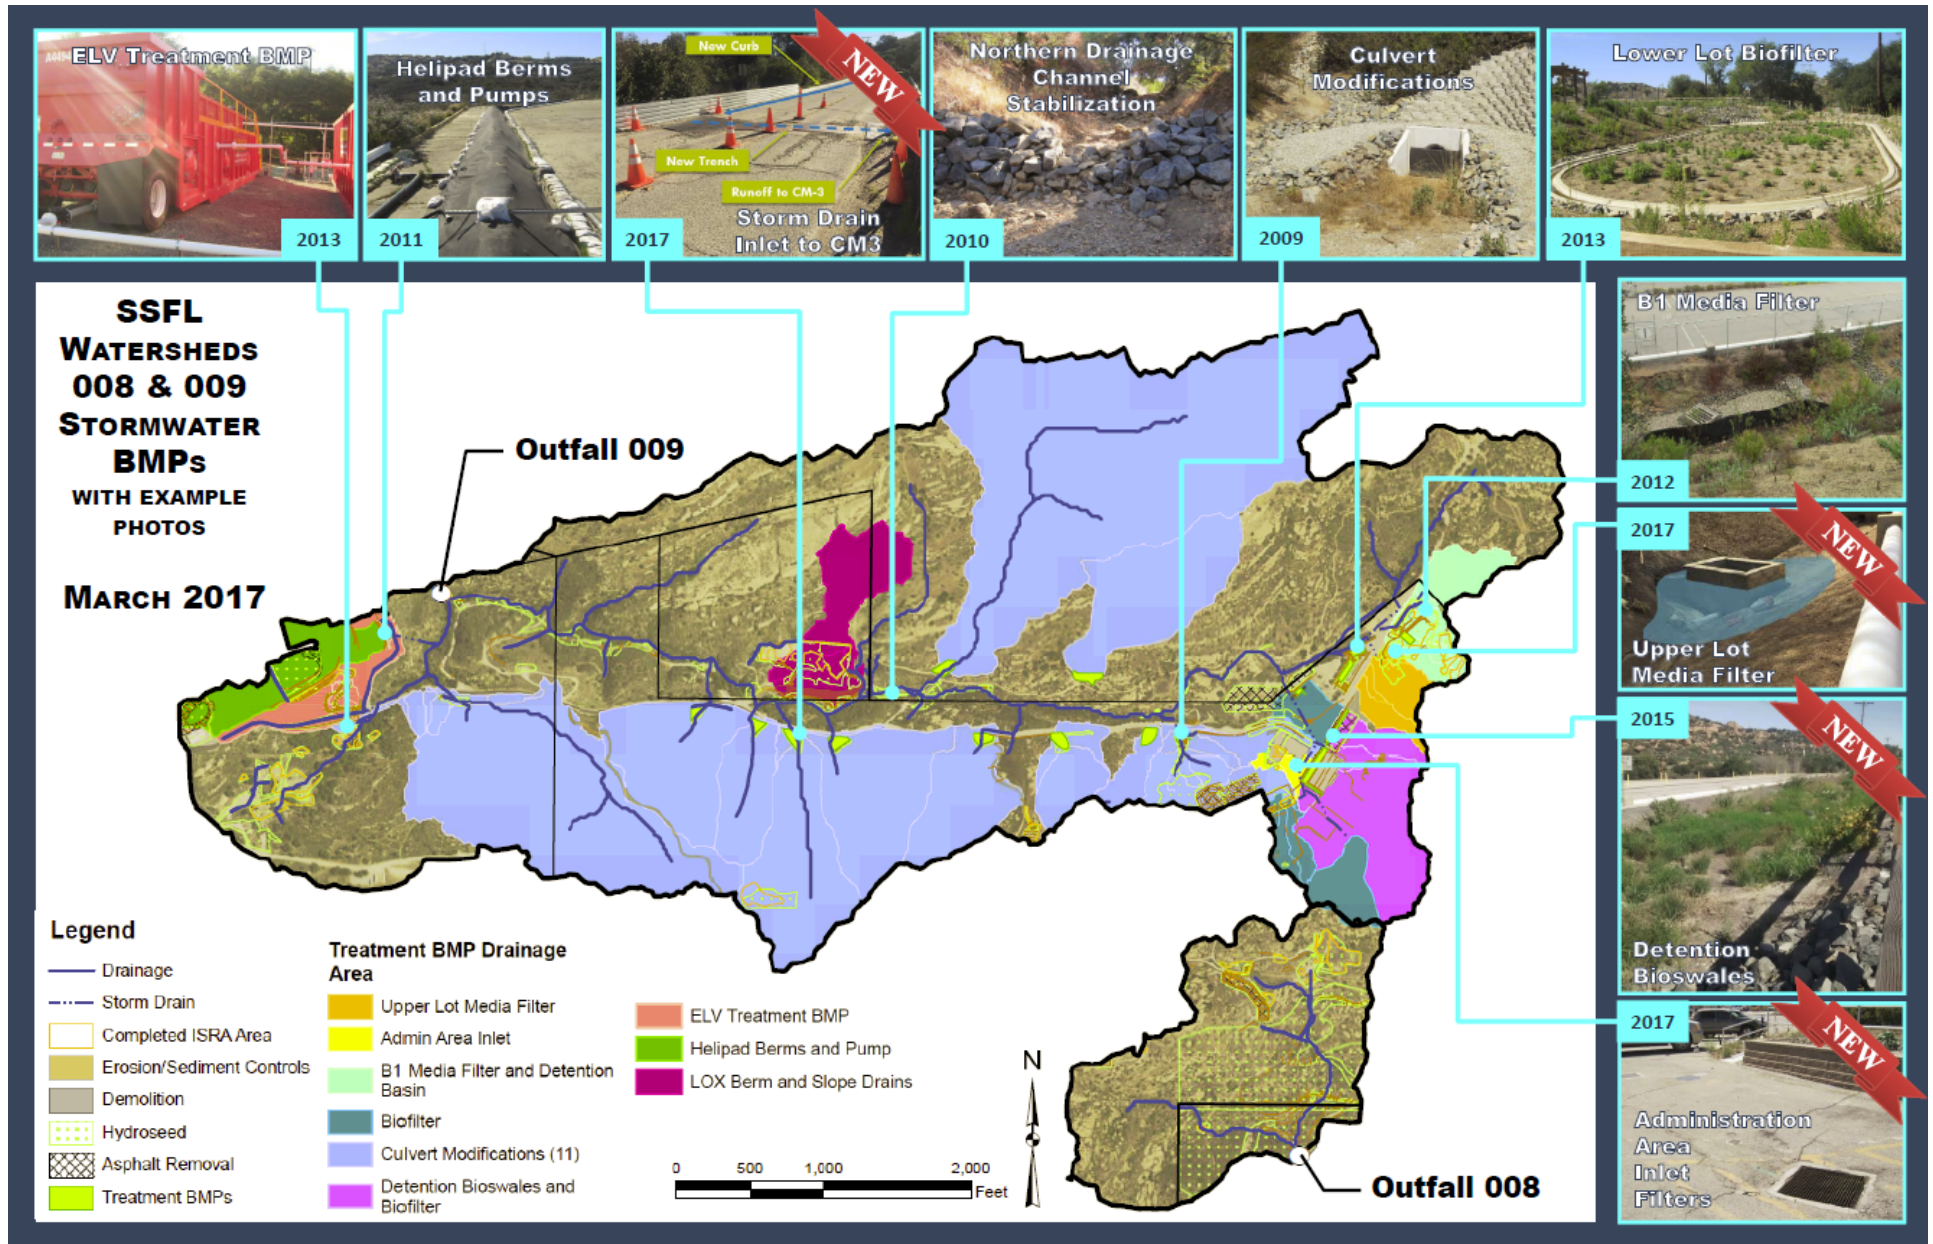 ELV Treatment BMP
2013
Helipad Berms
and Pumps
2011
New Curb
NEW
New Trench
Runoff to CM-3
Storm Drain
Inlet to CM3
2017
Northern Drainage
Channel
Stabilization
2010
Culvert
Modifications
2009
Lower Lot Biofilter
2013
SSFL
WATERSHEDS
008 & 009
STORMWATER
BMPS
WITH EXAMPLE
PHOTOS
MARCH 2017
Outfall 009
B1 Media Filter
2012
2017
NEW
Upper Lot
Media Filter
2015
NEW
Detention
Bioswales
2017
NEW
Administration
Area
Inlet
Filters
Legend
Drainage
Storm Drain
Completed ISRA Area
Erosion/Sediment Controls
Demolition
Hydroseed
Asphalt Removal
Treatment BMPs
Treatment BMP Drainage
Area
Upper Lot Media Filter
Admin Area Inlet
B1 Media Filter and Detention
Basin
Biofilter
Culvert Modifications (11)
Detention Bioswales and
Biofilter
ELV Treatment BMP
Helipad Berms and Pump
LOX Berm and Slope Drains
N
0 500 1,000 2,000
Feet
Outfall 008